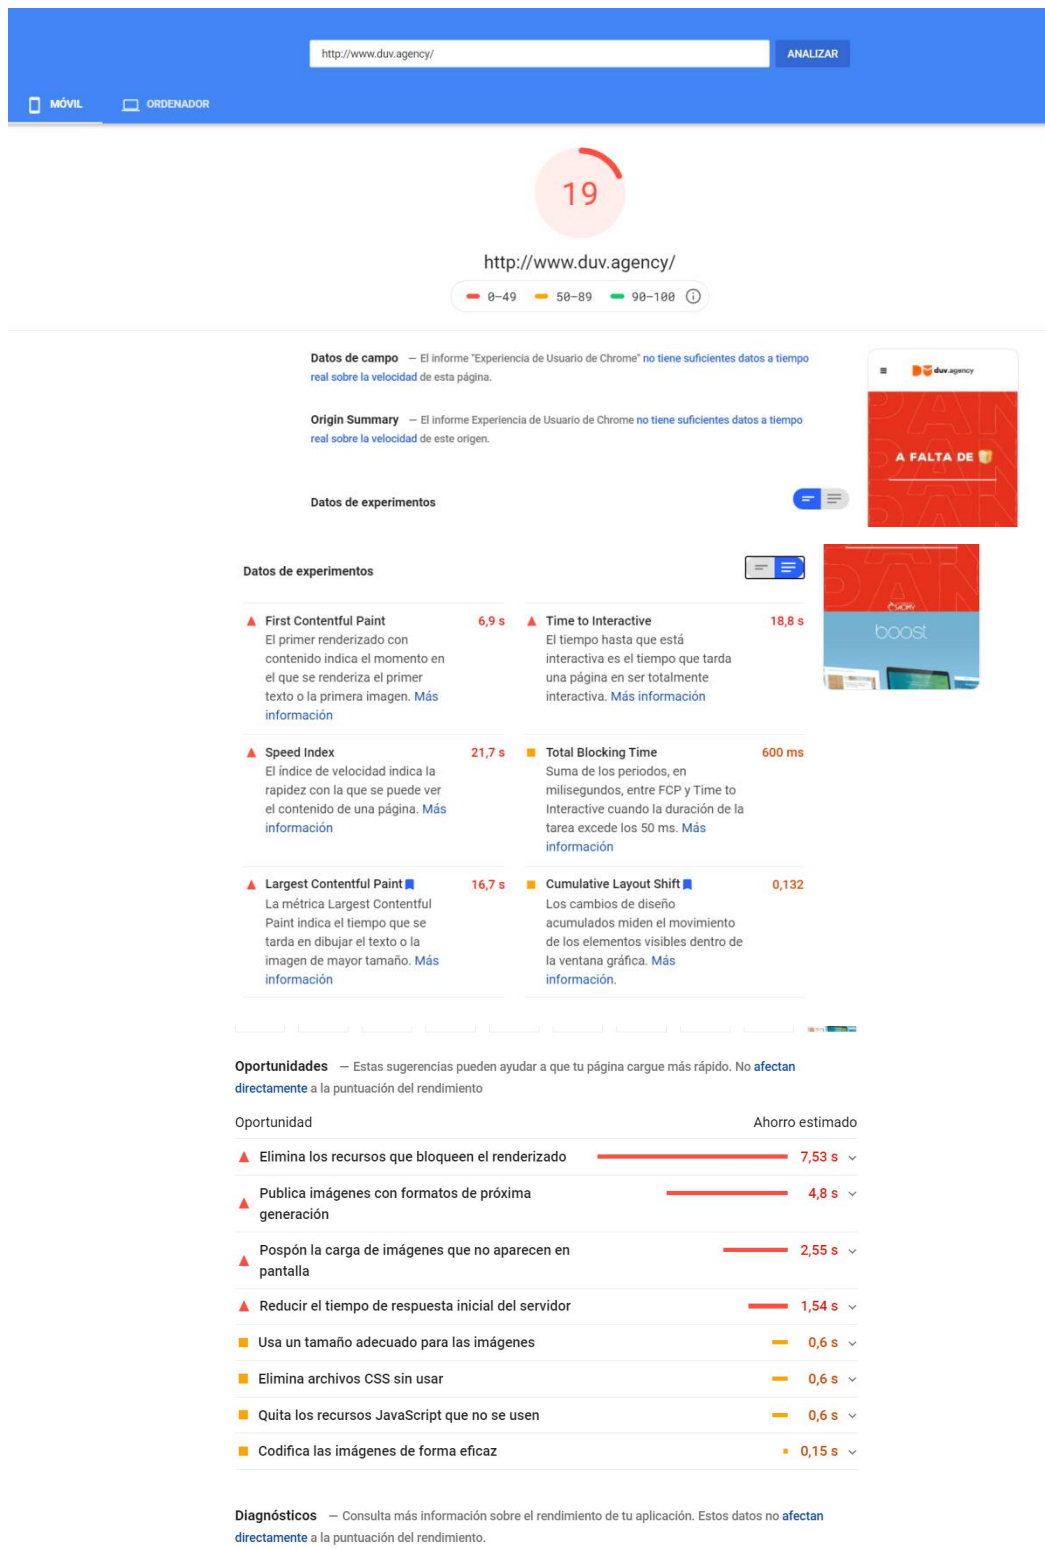 http://www.duv.agency/
ANALIZAR
MÓVIL
ORDENADOR
19
http://www.duv.agency/
0–49 50–89 90–100
Datos de campo — El informe "Experiencia de Usuario de Chrome" no tiene suficientes datos a tiempo
real sobre la velocidad de esta página.
duv.agency
Origin Summary — El informe Experiencia de Usuario de Chrome no tiene suficientes datos a tiempo
real sobre la velocidad de este origen.
A FALTA DE
PAN
Datos de experimentos
Datos de experimentos
boost
First Contentful Paint 6,9 s
El primer renderizado con
contenido indica el momento en
el que se renderiza el primer
texto o la primera imagen. Más
información
Time to Interactive 18,8 s
El tiempo hasta que está
interactiva es el tiempo que tarda
una página en ser totalmente
interactiva. Más información
Speed Index 21,7 s
El índice de velocidad indica la
rapidez con la que se puede ver
el contenido de una página. Más
información
Total Blocking Time 600 ms
Suma de los periodos, en
milisegundos, entre FCP y Time to
Interactive cuando la duración de la
tarea excede los 50 ms. Más
información
Largest Contentful Paint 16,7 s
La métrica Largest Contentful
Paint indica el tiempo que se
tarda en dibujar el texto o la
imagen de mayor tamaño. Más
información
Cumulative Layout Shift 0,132
Los cambios de diseño
acumulados miden el movimiento
de los elementos visibles dentro de
la ventana gráfica. Más
información.
Oportunidades — Estas sugerencias pueden ayudar a que tu página cargue más rápido. No afectan
directamente a la puntuación del rendimiento
Oportunidad Ahorro estimado
Elimina los recursos que bloqueen el renderizado 7,53 s
Publica imágenes con formatos de próxima
generación 4,8 s
Pospón la carga de imágenes que no aparecen en
pantalla 2,55 s
Reducir el tiempo de respuesta inicial del servidor 1,54 s
Usa un tamaño adecuado para las imágenes 0,6 s
Elimina archivos CSS sin usar 0,6 s
Quita los recursos JavaScript que no se usen 0,6 s
Codifica las imágenes de forma eficaz 0,15 s
Diagnósticos — Consulta más información sobre el rendimiento de tu aplicación. Estos datos no afectan
directamente a la puntuación del rendimiento.